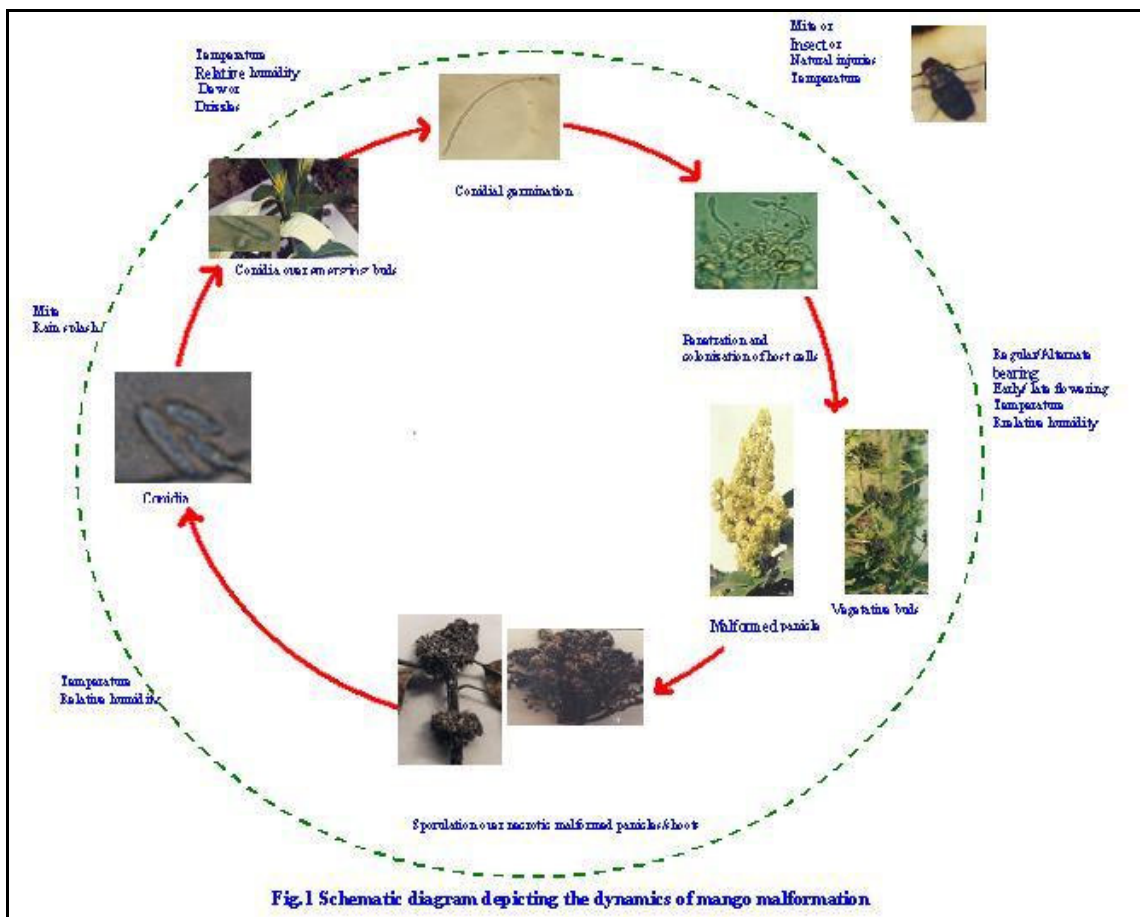 Temperature
Relative humidity
Dew or
Drizzles
Mite or
Insect or
Natural injuries
Temperature
Conidial germination
Conidia over emerging buds
Mite
Rain splash
Penetration and
colonisation of host cells
Regular/Alternate
bearing
Early/ late flowering
Temperature
Rrelative humidity
Conidia
Vegetative buds
Malformed panicle
Temperature
Relative humidity
Sporulation over necrotic malformed panicles/shoots
Fig.1 Schematic diagram depicting the dynamics of mango malformation